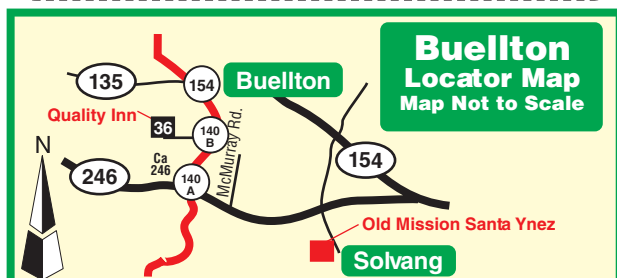 Buellton
Locator Map
Map Not to Scale
135
154
Buellton
Quality Inn
36
140
B
McMurray Rd.
N
Ca
246
154
246
140
A
Old Mission Santa Ynez
Solvang